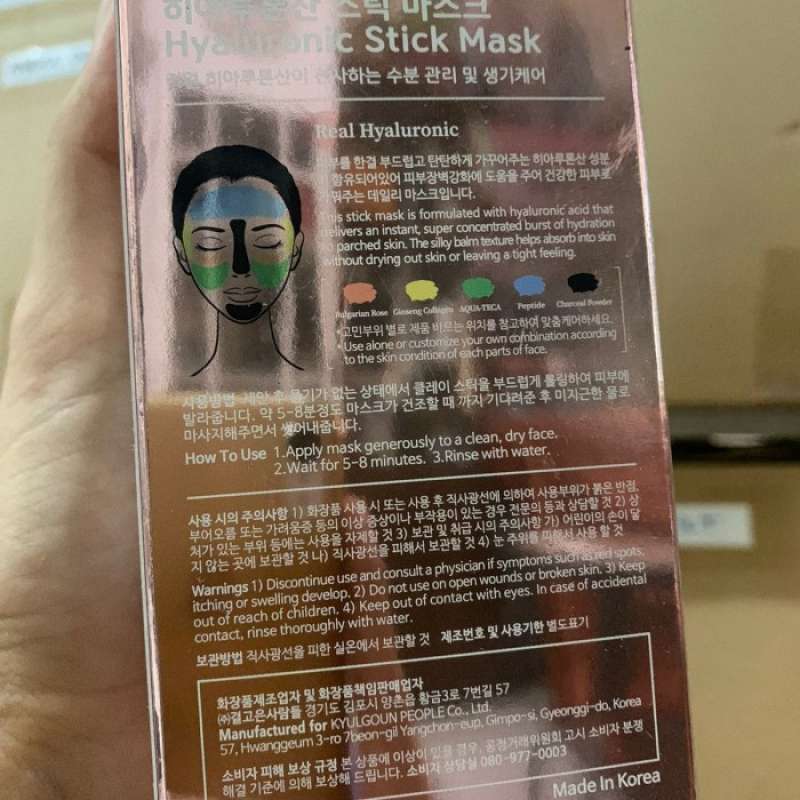 히아루론산 스틱 마스크
Hyaluronic Stick Mask
히아루론산이 선사하는 수분 관리 및 생기케어
Real Hyaluronic
피부를 한결 부드럽고 탄탄하게 가꾸어주는 히아루론산 성분
이 함유되어있어 피부장벽강화에 도움을 주어 건강한 피부로
가꿔주는 데일리 마스크입니다.
This stick mask is formulated with hyaluronic acid that
delivers an instant, super concentrated burst of hydration
to parched skin. The silky balm texture helps absorb into skin
without drying out skin or leaving a tight feeling.
Bulgarian Rose Ginseng Collagen AQUA-TECA Peptide Charcoal Powder
•고민부위 별로 제품 바르는 위치를 참고하여 맞춤케어하세요.
•Use alone or customize your own combination according
to the skin condition of each parts of face.
사용방법 세안 후 물기가 없는 상태에서 클레이 스틱을 부드럽게 롤링하여 피부에
발라줍니다. 약 5-8분정도 마스크가 건조할 때 까지 기다려준 후 미지근한 물로
마사지해주면서 씻어내줍니다.
How To Use 1.Apply mask generously to a clean, dry face.
2.Wait for 5-8 minutes. 3.Rinse with water.
사용 시의 주의사항 1) 화장품 사용 시 또는 사용 후 직사광선에 의하여 사용부위가 붉은 반점,
부어오름 또는 가려움증 등의 이상 증상이나 부작용이 있는 경우 전문의 등과 상담할 것 2) 상
처가 있는 부위 등에는 사용을 자제할 것 3) 보관 및 취급 시의 주의사항 가) 어린이의 손이 닿
지 않는 곳에 보관할 것 나) 직사광선을 피해서 보관할 것 4) 눈 주위를 피해서 사용 할 것
Warnings 1) Discontinue use and consult a physician if symptoms such as red spots,
itching or swelling develop. 2) Do not use on open wounds or broken skin. 3) Keep
out of reach of children. 4) Keep out of contact with eyes. In case of accidental
contact, rinse thoroughly with water.
보관방법 직사광선을 피한 실온에서 보관할 것 제조번호 및 사용기한 별도표기
화장품제조업자 및 화장품책임판매업자
㈜결고은사람들 경기도 김포시 양촌읍 황금3로 7번길 57
Manufactured for KYULGOUN PEOPLE Co., Ltd.
57, Hwanggeum 3-ro 7beon-gil Yangchon-eup, Gimpo-si, Gyeonggi-do, Korea
소비자 피해 보상 규정 본 상품에 이상이 있을 경우, 공정거래위원회 고시 소비자 분쟁
해결 기준에 의해 보상해 드립니다. 소비자 상담실 080-977-0003
Made In Korea